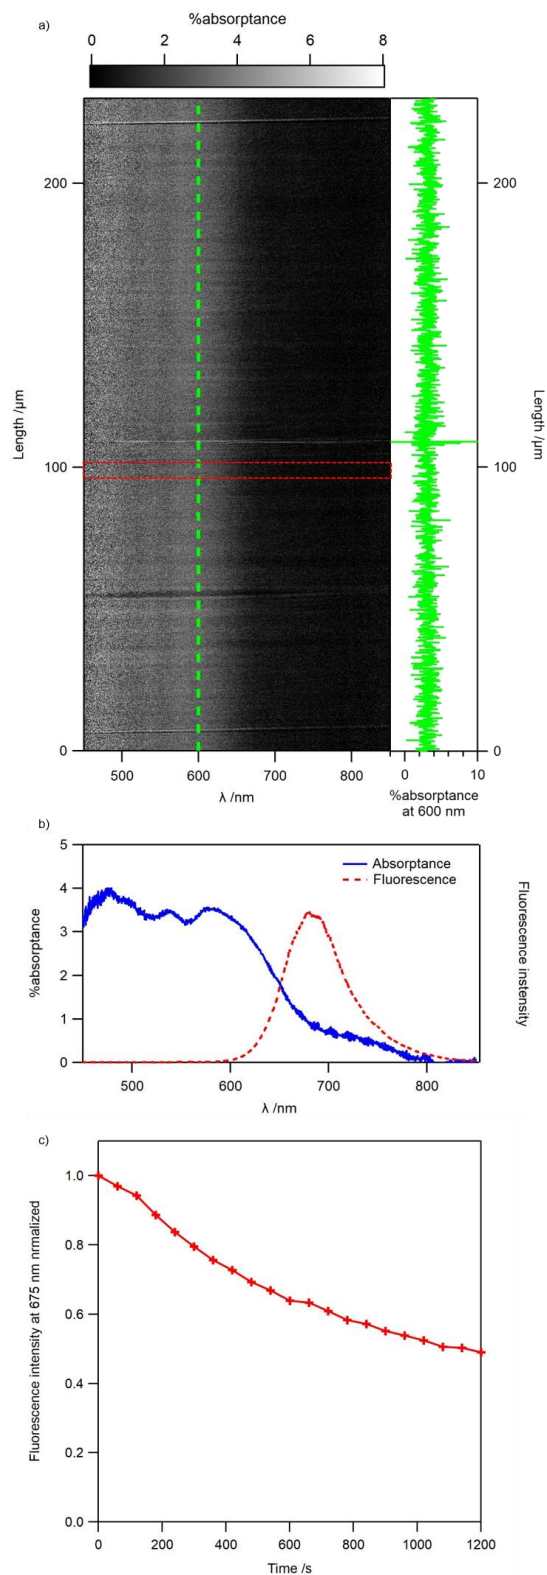 a)
%absorptance
0 2 4 6 8
200
100
0
Length /µm
500 600 700 800
λ /nm
200
100
0
Length /µm
0 10
%absorptance
at 600 nm
b)
5
4
3
2
1
0
%absorptance
Absorptance
Fluorescence
Fluorescence instensity
500 600 700 800
λ /nm
c)
1.0
0.8
0.6
0.4
0.2
0.0
Fluorescence intensity at 675 nm nrmalized
0 200 400 600 800 1000 1200
Time /s